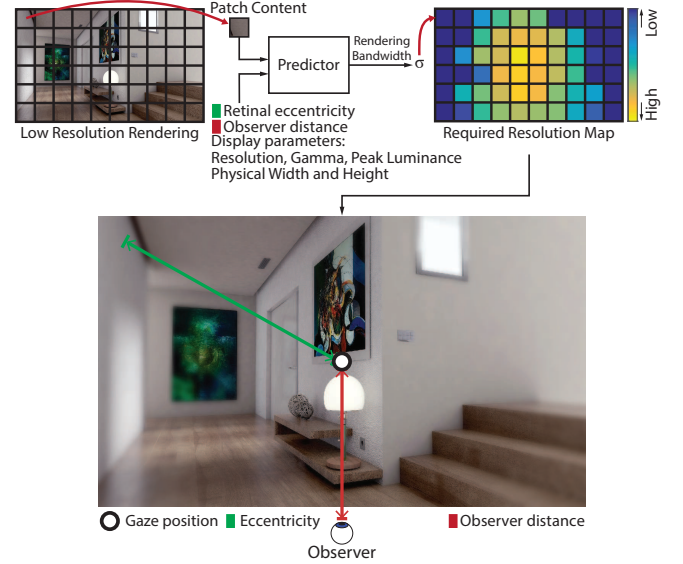 Patch Content
Predictor
Rendering
Bandwidth
σ
Low
High
Low Resolution Rendering
Retinal eccentricity
Observer distance
Display parameters:
Resolution, Gamma, Peak Luminance
Physical Width and Height
Required Resolution Map
Gaze position
Eccentricity
Observer distance
Observer